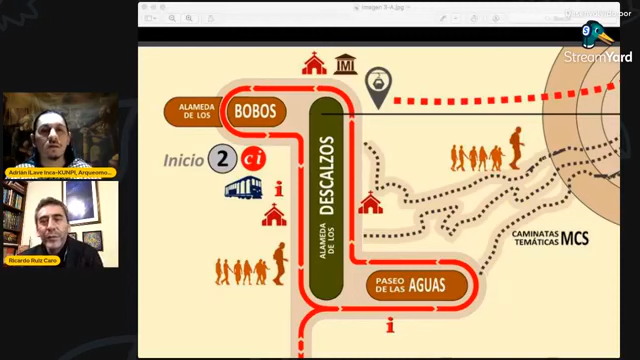 imagen 3-A.jpg
StreamYard
ALAMEDA
DE LOS
BOBOS
Inicio 2 ci
i
ALAMEDA
DE LOS
DESCALZOS
CAMINATAS
TEMÁTICAS MCS
PASEO
DE LAS
AGUAS
i
Adrián ILave Inca-KUNPI, Arqueomo...
Ricardo Ruiz Caro